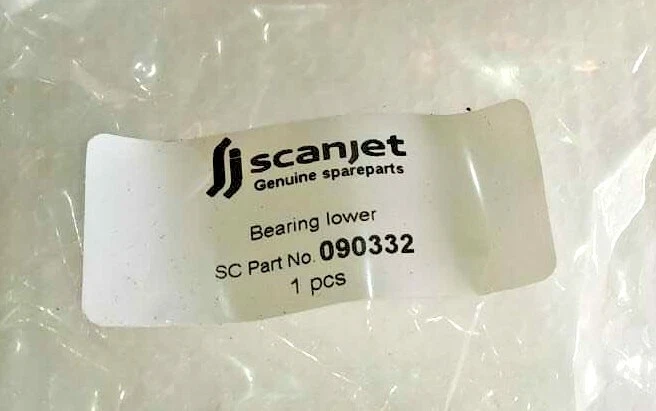 scanjet
Genuine spareparts
Bearing lower
SC Part No. 090332
1 pcs